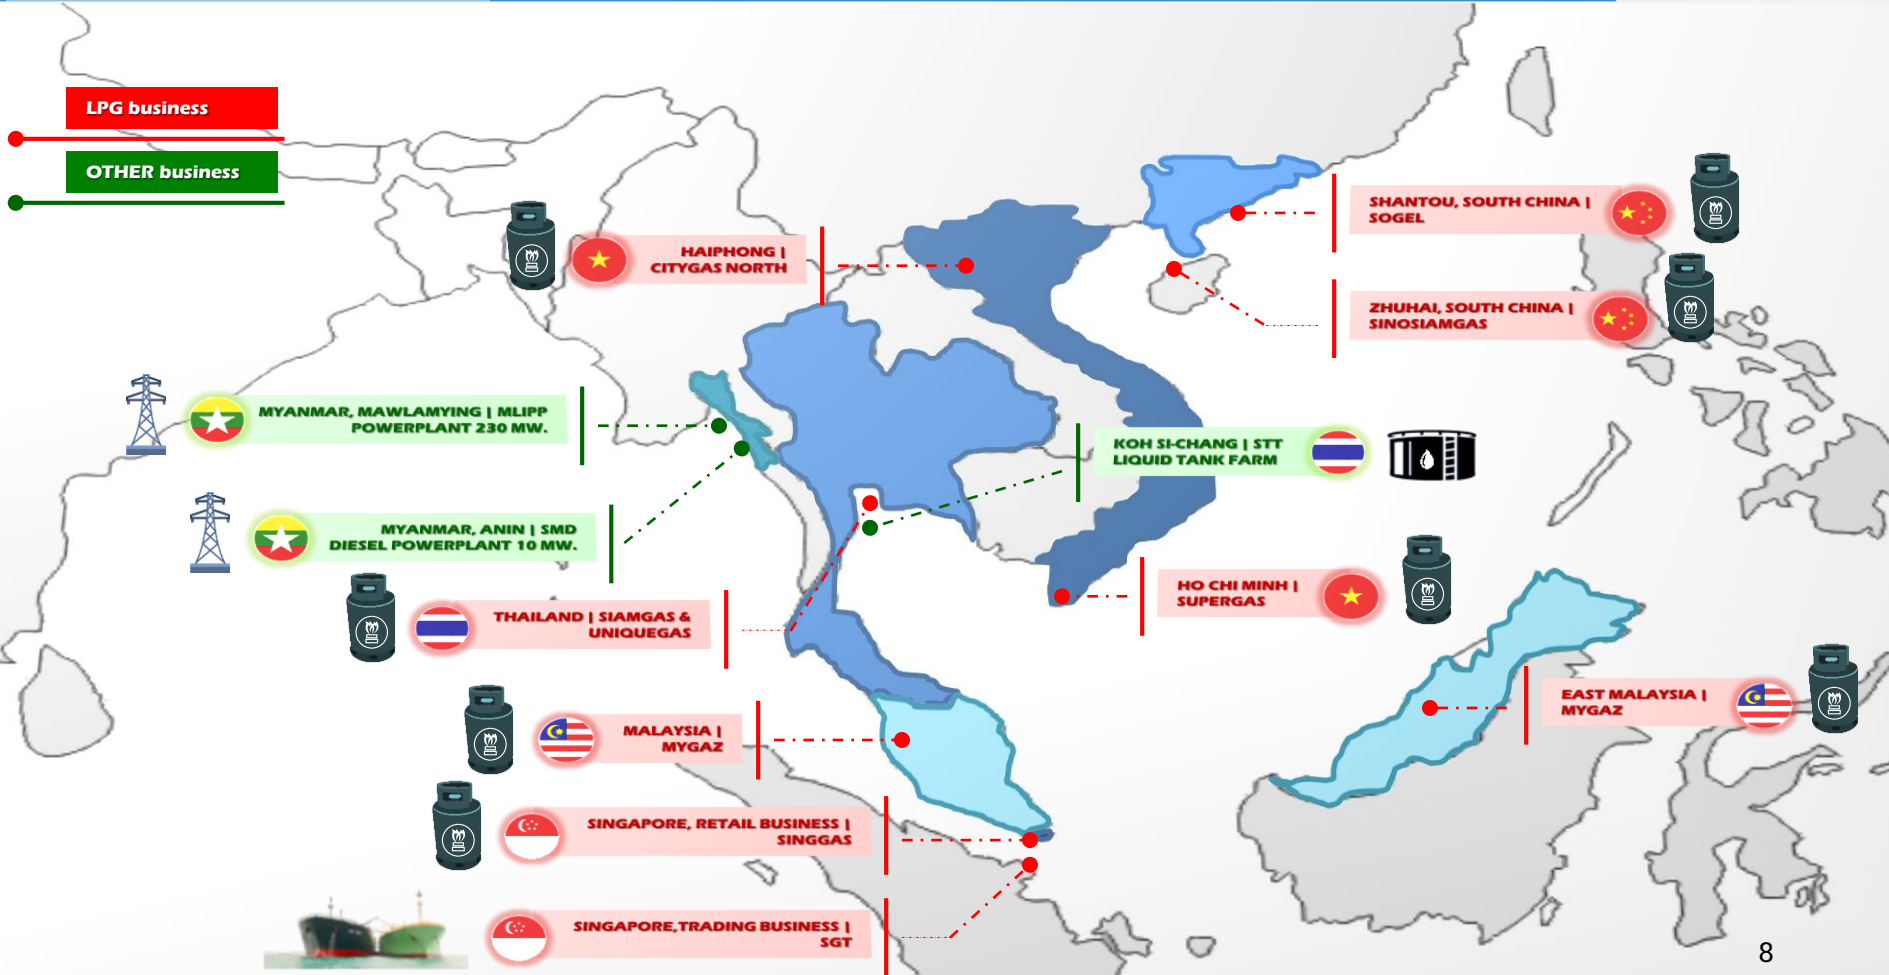 LPG business
OTHER business
HAIPHONG |
CITYGAS NORTH
SHANTOU, SOUTH CHINA |
SOGEL
ZHUHAI, SOUTH CHINA |
SINOSIAMGAS
MYANMAR, MAWLAMYING | MLIPP
POWERPLANT 230 MW.
KOH SI-CHANG | STT
LIQUID TANK FARM
MYANMAR, ANIN | SMD
DIESEL POWERPLANT 10 MW.
HO CHI MINH |
SUPERGAS
THAILAND | SIAMGAS &
UNIQUEGAS
EAST MALAYSIA |
MYGAZ
MALAYSIA |
MYGAZ
SINGAPORE, RETAIL BUSINESS |
SINGGAS
SINGAPORE,TRADING BUSINESS |
SGT
8